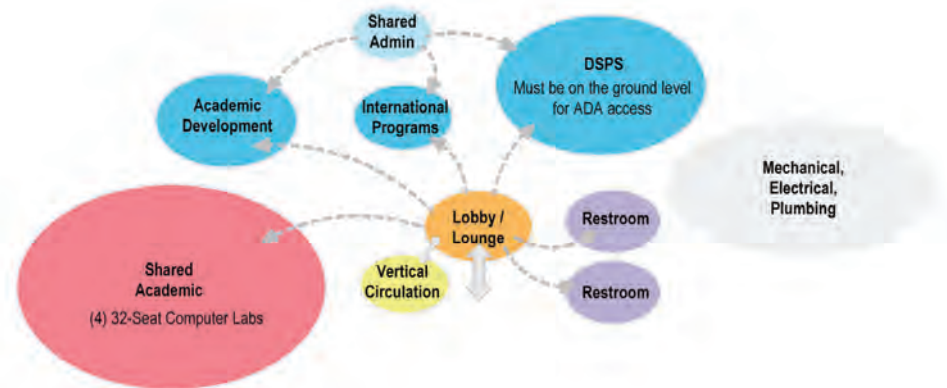 Shared
Admin
DSPS
Must be on the ground level
for ADA access
Academic
Development
International
Programs
Mechanical,
Electrical,
Plumbing
Lobby /
Lounge
Restroom
Shared
Academic
(4) 32-Seat Computer Labs
Vertical
Circulation
Restroom